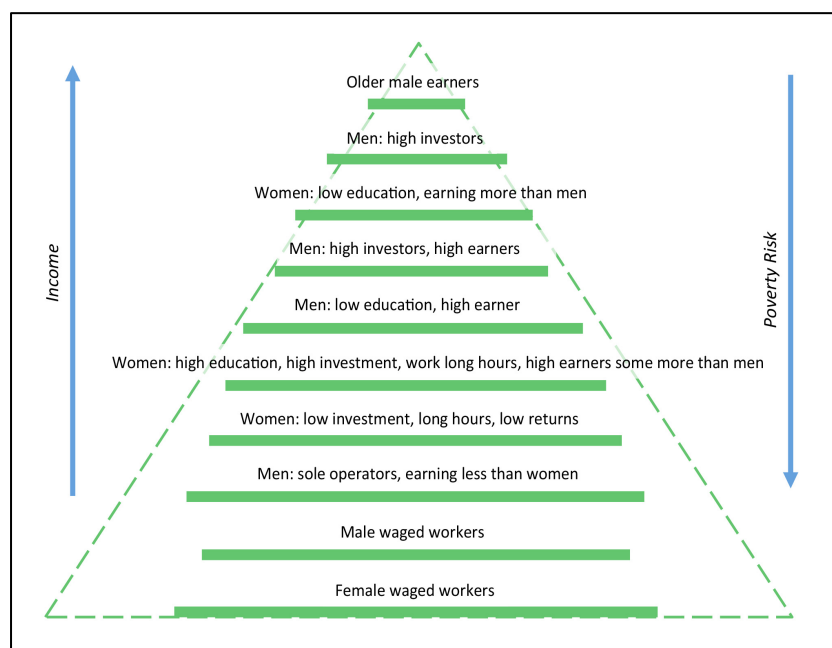 Older male earners
Men: high investors
Women: low education, earning more than men
Men: high investors, high earners
Income
Poverty Risk
Men: low education, high earner
Women: high education, high investment, work long hours, high earners some more than men
Women: low investment, long hours, low returns
Men: sole operators, earning less than women
Male waged workers
Female waged workers